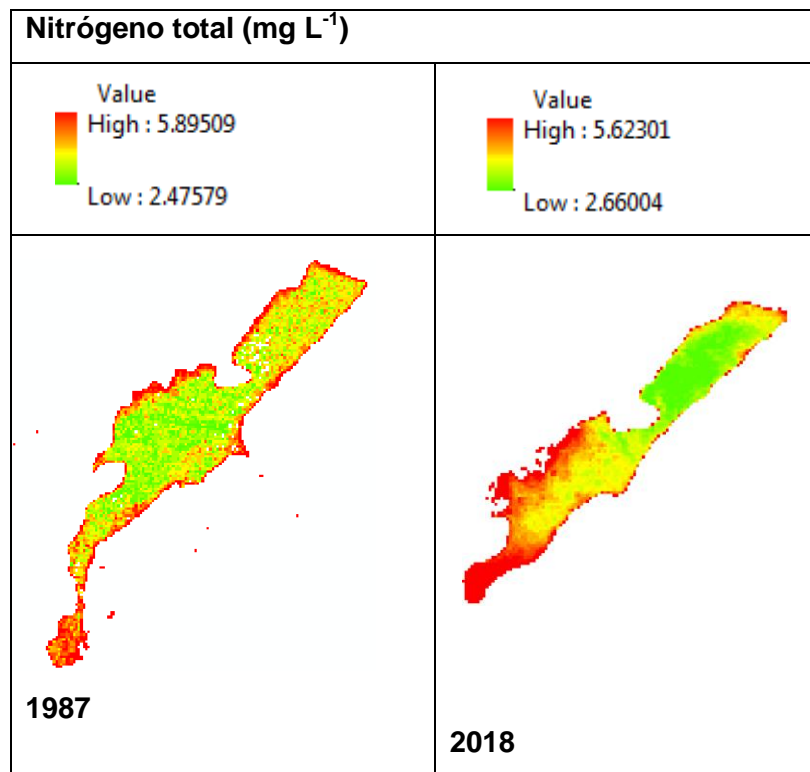 Nitrógeno total (mg L-1)
Value
High : 5.89509
Low : 2.47579
Value
High : 5.62301
Low : 2.66004
1987
2018